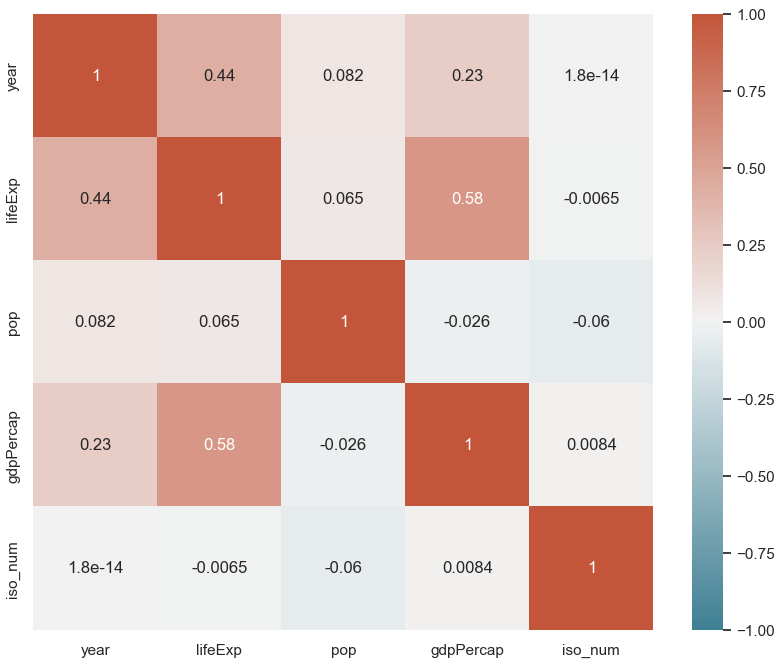 year 1 0.44 0.082 0.23 1.8e-14
lifeExp 0.44 1 0.065 0.58 -0.0065
pop 0.082 0.065 1 -0.026 -0.06
gdpPercap 0.23 0.58 -0.026 1 0.0084
iso_num 1.8e-14 -0.0065 -0.06 0.0084 1
year lifeExp pop gdpPercap iso_num
1.00
0.75
0.50
0.25
0.00
−0.25
−0.50
−0.75
−1.00